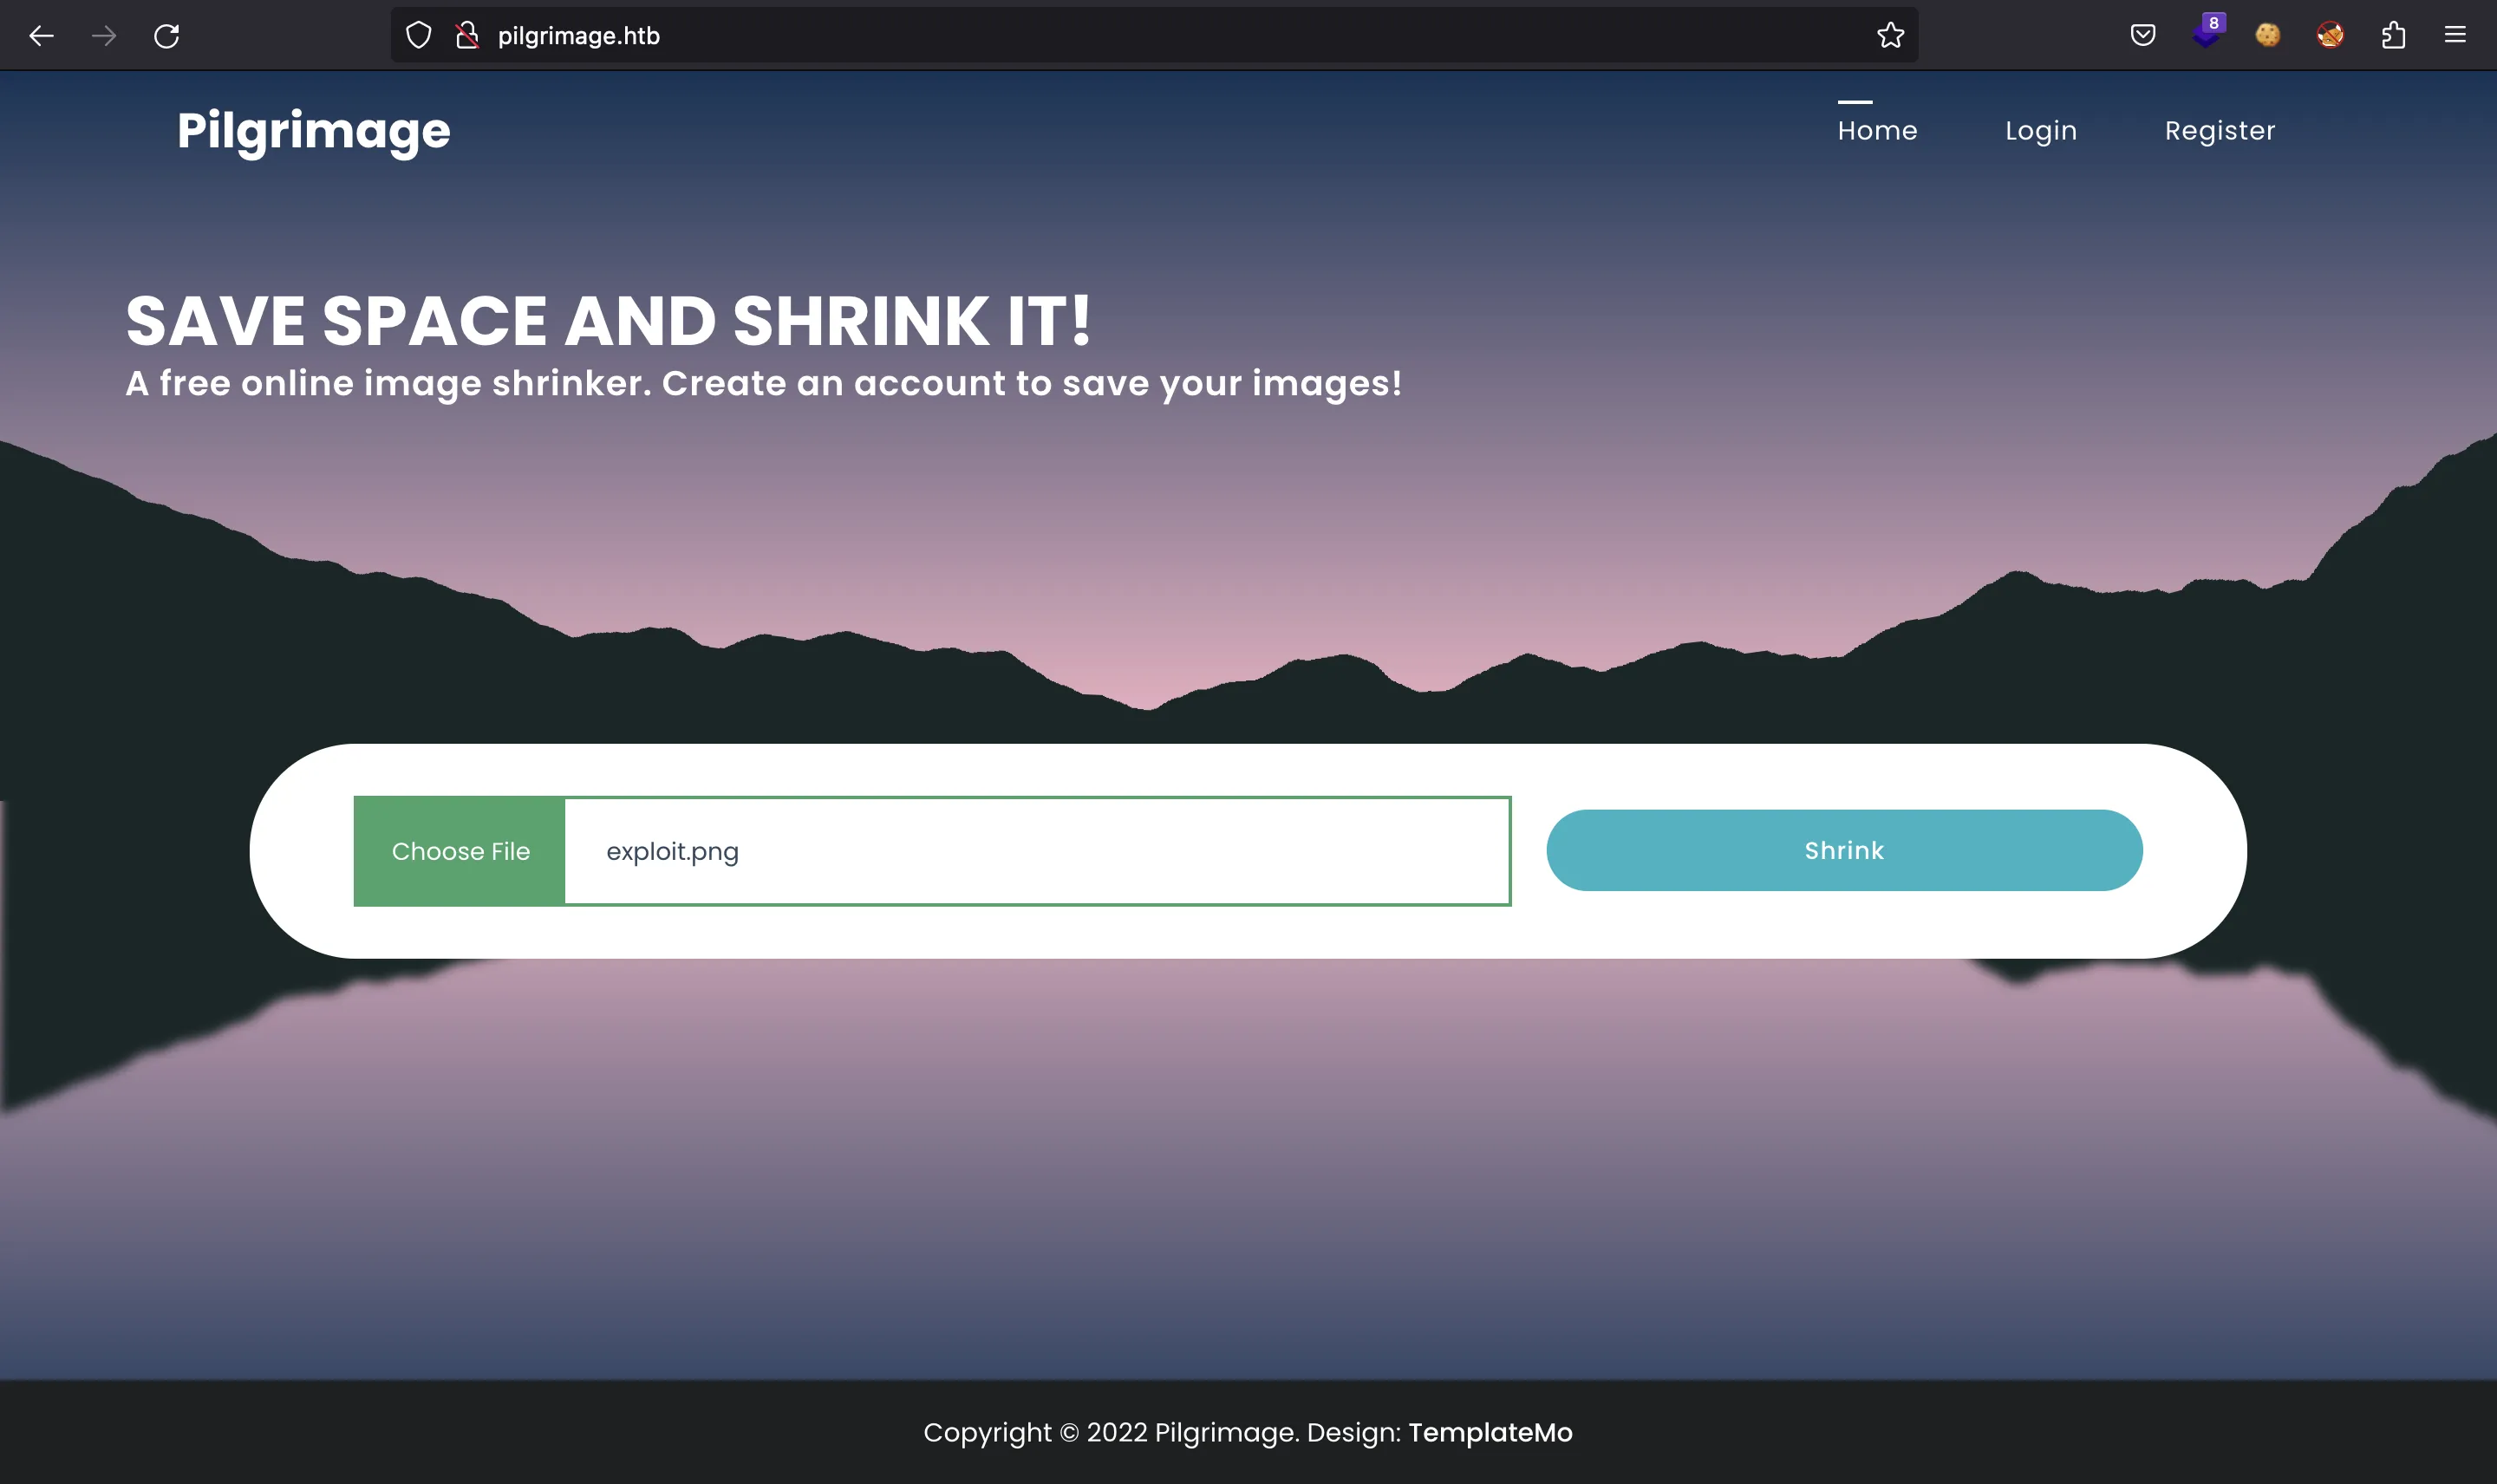 pilgrimage.htb
8
Pilgrimage
Home Login Register
SAVE SPACE AND SHRINK IT!
A free online image shrinker. Create an account to save your images!
Choose File exploit.png Shrink
Copyright © 2022 Pilgrimage. Design: TemplateMo